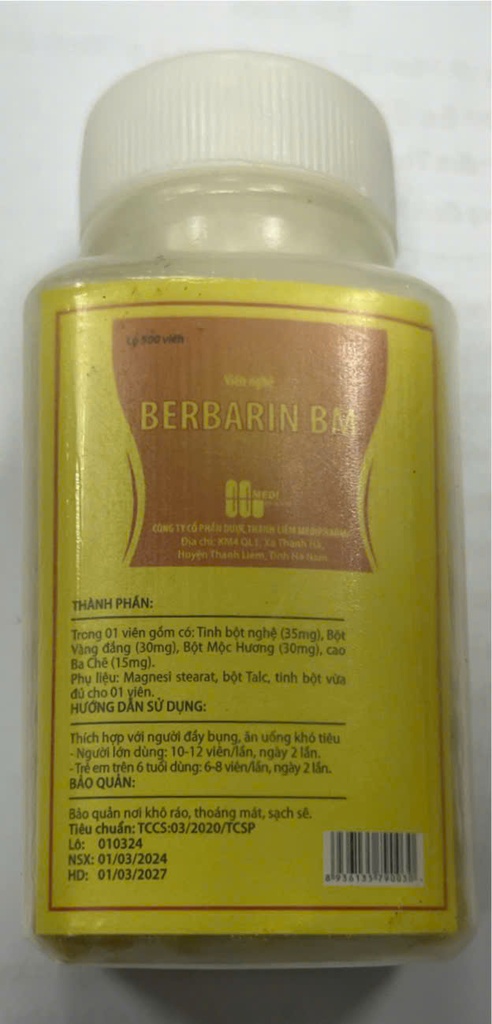 Lọ 500 viên
Viên nghệ
BERBARIN BM
MEDI
CÔNG TY CỔ PHẦN DƯỢC THANH LIÊM MEDIPHARM
Địa chỉ: KM4 QL1, Xã Thanh Hà,
Huyện Thanh Liêm, Tỉnh Hà Nam
THÀNH PHẦN:
Trong 01 viên gồm có: Tinh bột nghệ (35mg), Bột
Vàng đắng (30mg), Bột Mộc Hương (30mg), cao
Ba Chẽ (15mg).
Phụ liệu: Magnesi stearat, bột Talc, tinh bột vừa
đủ cho 01 viên.
HƯỚNG DẪN SỬ DỤNG:
Thích hợp với người đầy bụng, ăn uống khó tiêu
- Người lớn dùng: 10-12 viên/lần, ngày 2 lần.
- Trẻ em trên 6 tuổi dùng: 6-8 viên/lần, ngày 2 lần.
BẢO QUẢN:
Bảo quản nơi khô ráo, thoáng mát, sạch sẽ.
Tiêu chuẩn: TCCS:03/2020/TCSP
Lô: 010324
NSX: 01/03/2024
HD: 01/03/2027